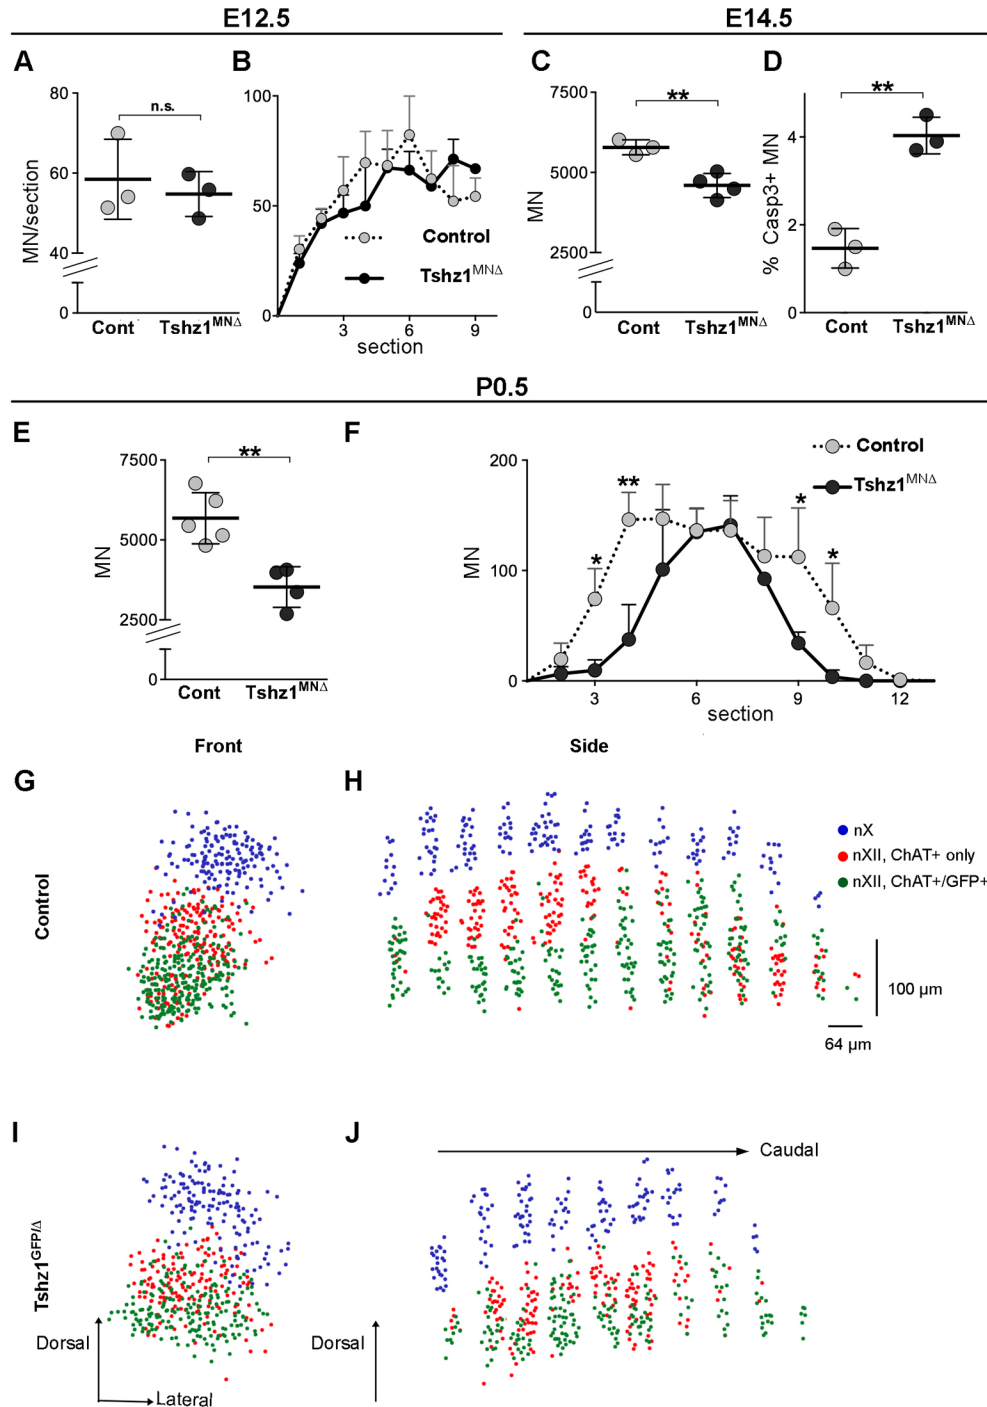 E12.5
E14.5
A
B
C
D
80
60
40
0
MN/section
n.s.
Cont
Tshz1MNΔ
100
50
0
3
6
9
section
Control
Tshz1MNΔ
7500
5000
2500
0
MN
**
Cont
Tshz1MNΔ
4
2
0
% Casp3+ MN
**
Cont
Tshz1MNΔ
P0.5
E
F
7500
5000
2500
0
MN
**
Cont
Tshz1MNΔ
200
100
0
MN
*
**
*
*
3
6
9
12
section
Control
Tshz1MNΔ
Front
Side
G
H
Control
nX
nXII, ChAT+ only
nXII, ChAT+/GFP+
100 µm
64 µm
I
J
Caudal
Tshz1GFP/Δ
Dorsal
Lateral
Dorsal